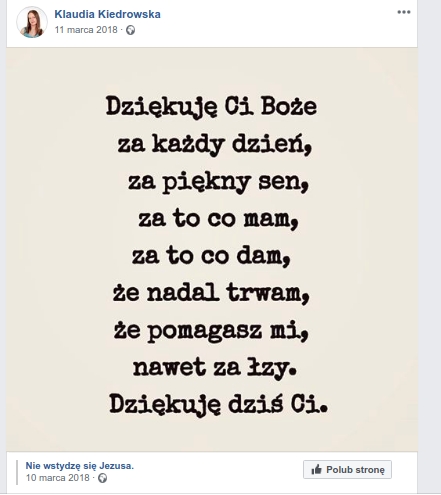 Klaudia Kiedrowska
11 marca 2018 ·
Dziękuję Ci Boże
za każdy dzień,
za piękny sen,
za to co mam,
za to co dam,
że nadal trwam,
że pomagasz mi,
nawet za łzy.
Dziękuję dziś Ci.
Nie wstydzę się Jezusa.
10 marca 2018 ·
Polub stronę